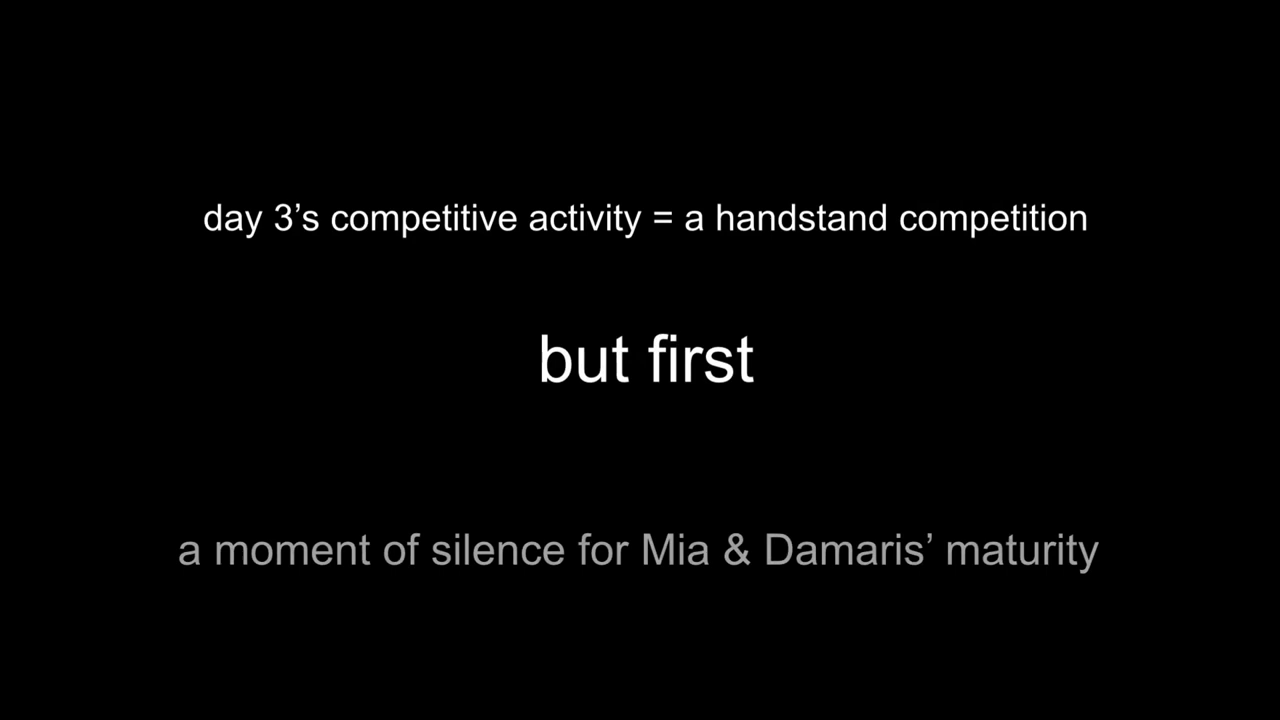 day 3’s competitive activity = a handstand competition
but first
a moment of silence for Mia & Damaris’ maturity